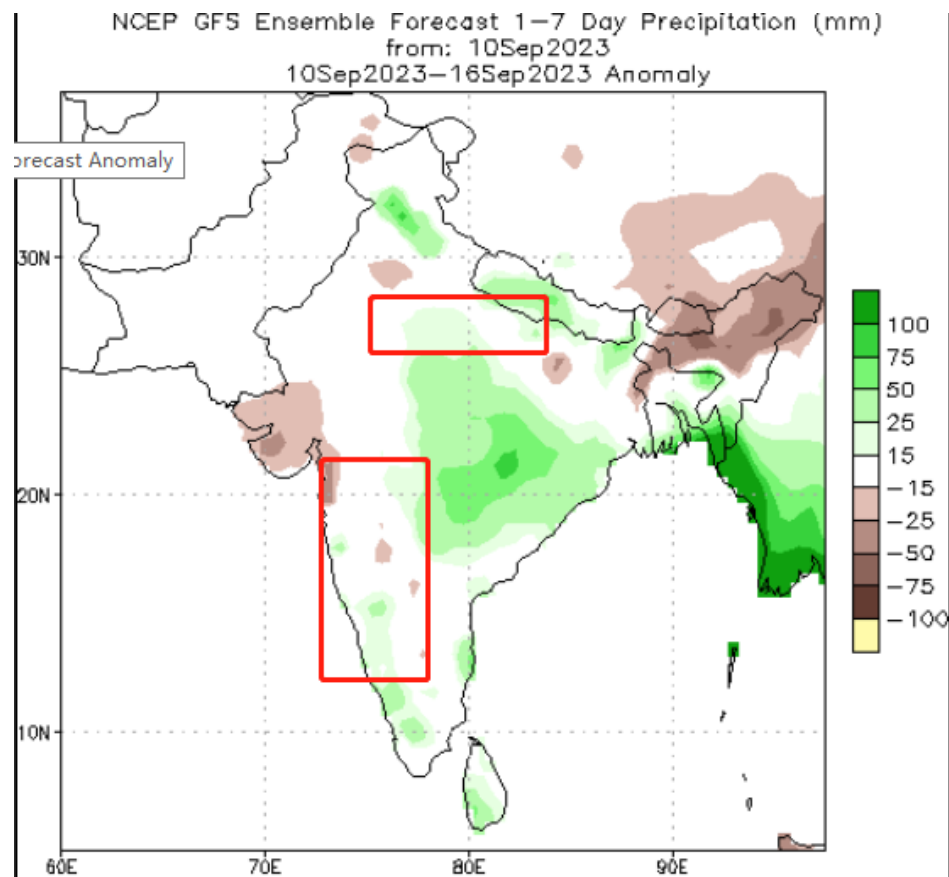 NCEP GFS Ensemble Forecast 1-7 Day Precipitation (mm)
from: 10Sep2023
10Sep2023-16Sep2023 Anomaly
orecast Anomaly
30N
20N
10N
60E
70E
80E
90E
100
75
50
25
15
-15
-25
-50
-75
-100